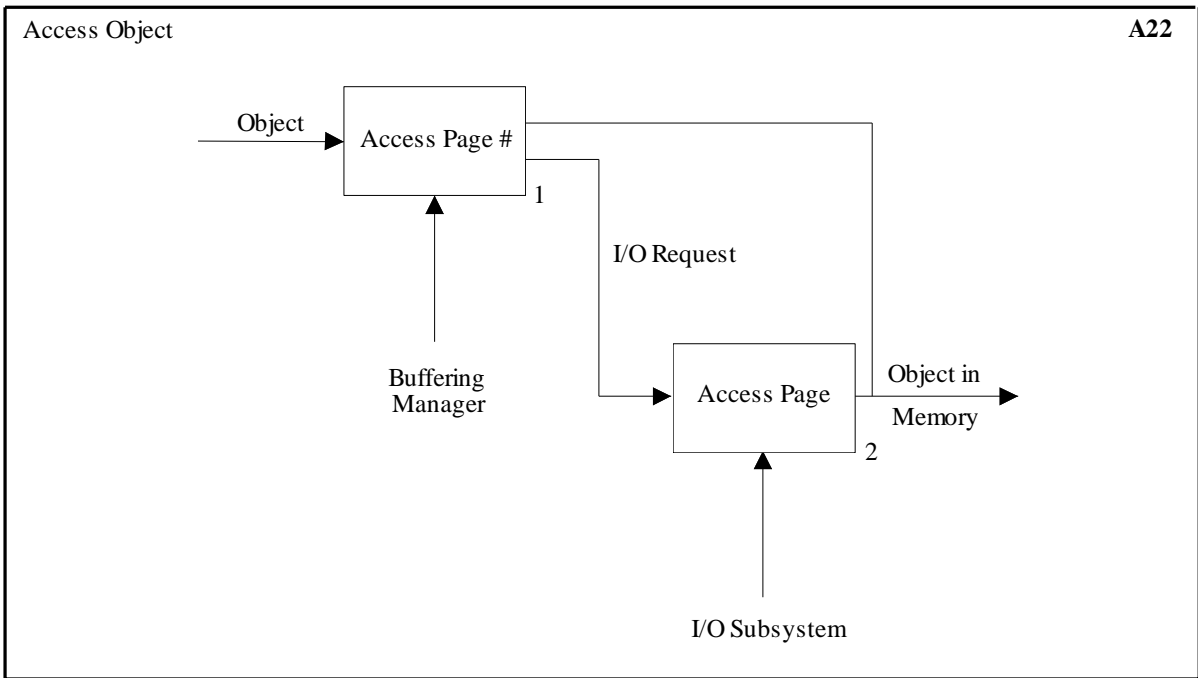 Access Object
A22
Object
Access Page #
1
I/O Request
Buffering
Manager
Access Page
Object in
Memory
2
I/O Subsystem